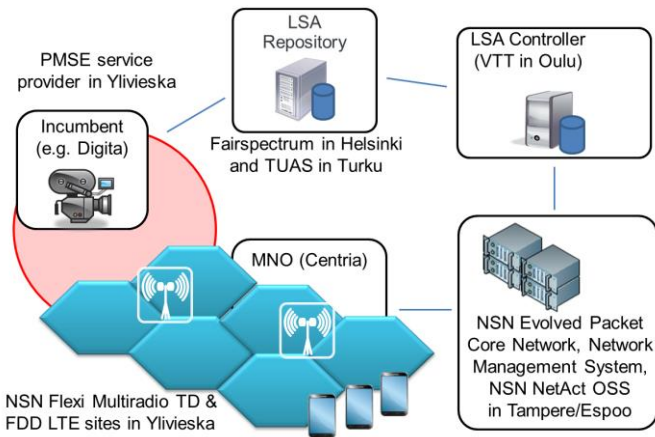 PMSE service
provider in Ylivieska
Incumbent
(e.g. Digita)
LSA
Repository
Fairspectrum in Helsinki
and TUAS in Turku
LSA Controller
(VTT in Oulu)
MNO (Centria)
NSN Evolved Packet
Core Network, Network
Management System,
NSN NetAct OSS
in Tampere/Espoo
NSN Flexi Multiradio TD &
FDD LTE sites in Ylivieska